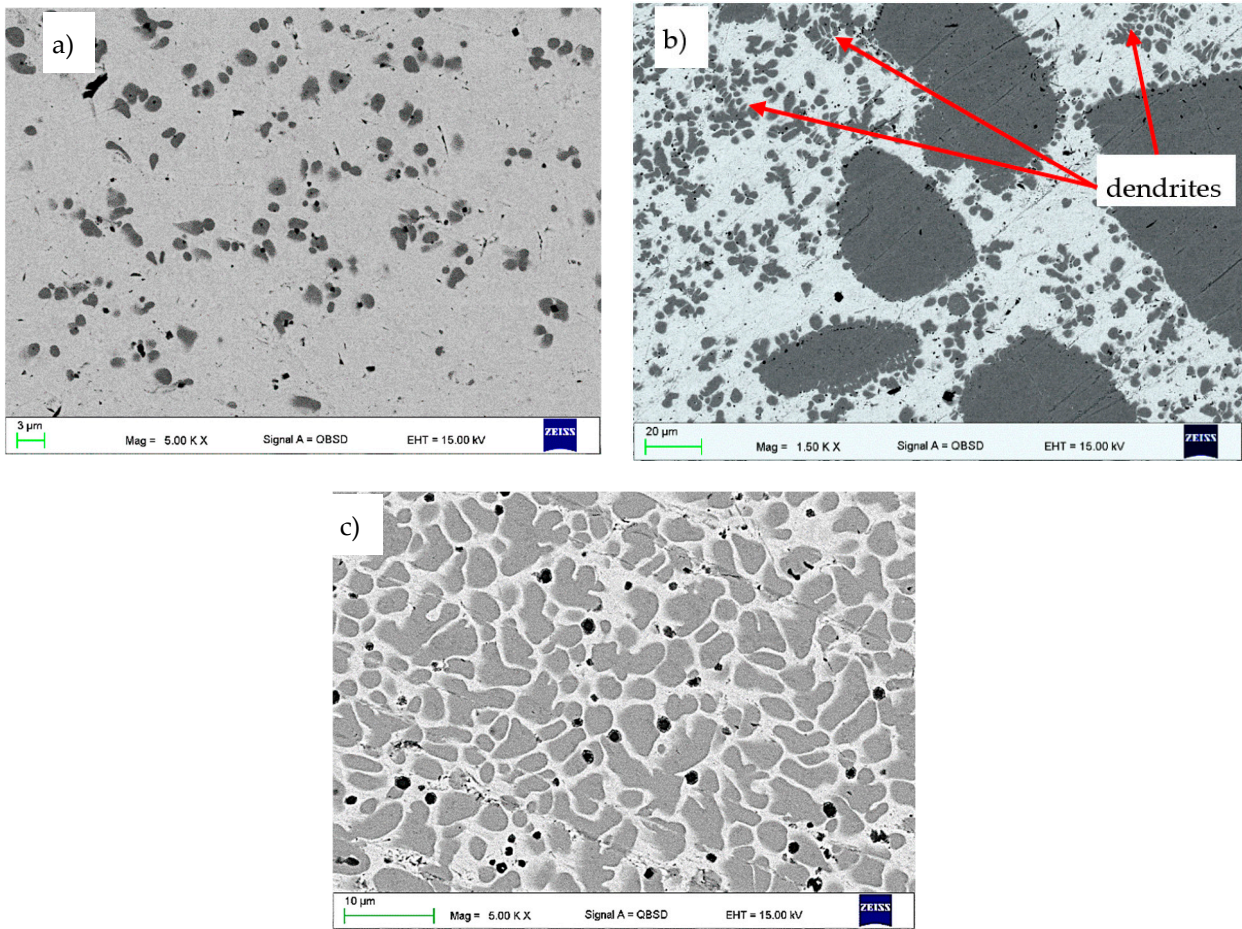 a)
3 µm
Mag = 5.00 K X
Signal A = QBSD
EHT = 15.00 kV
ZEISS
b)
dendrites
20 µm
Mag = 1.50 K X
Signal A = QBSD
EHT = 15.00 kV
ZEISS
c)
10 µm
Mag = 5.00 K X
Signal A = QBSD
EHT = 15.00 kV
ZEISS